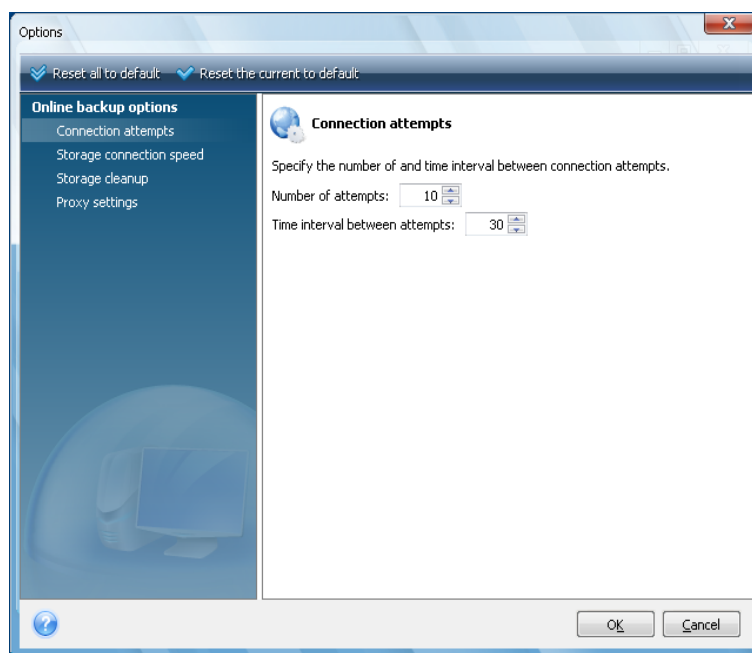 Options
Reset all to default Reset the current to default
Online backup options
Connection attempts
Storage connection speed
Storage cleanup
Proxy settings
Connection attempts
Specify the number of and time interval between connection attempts.
Number of attempts: 10
Time interval between attempts: 30
OK Cancel